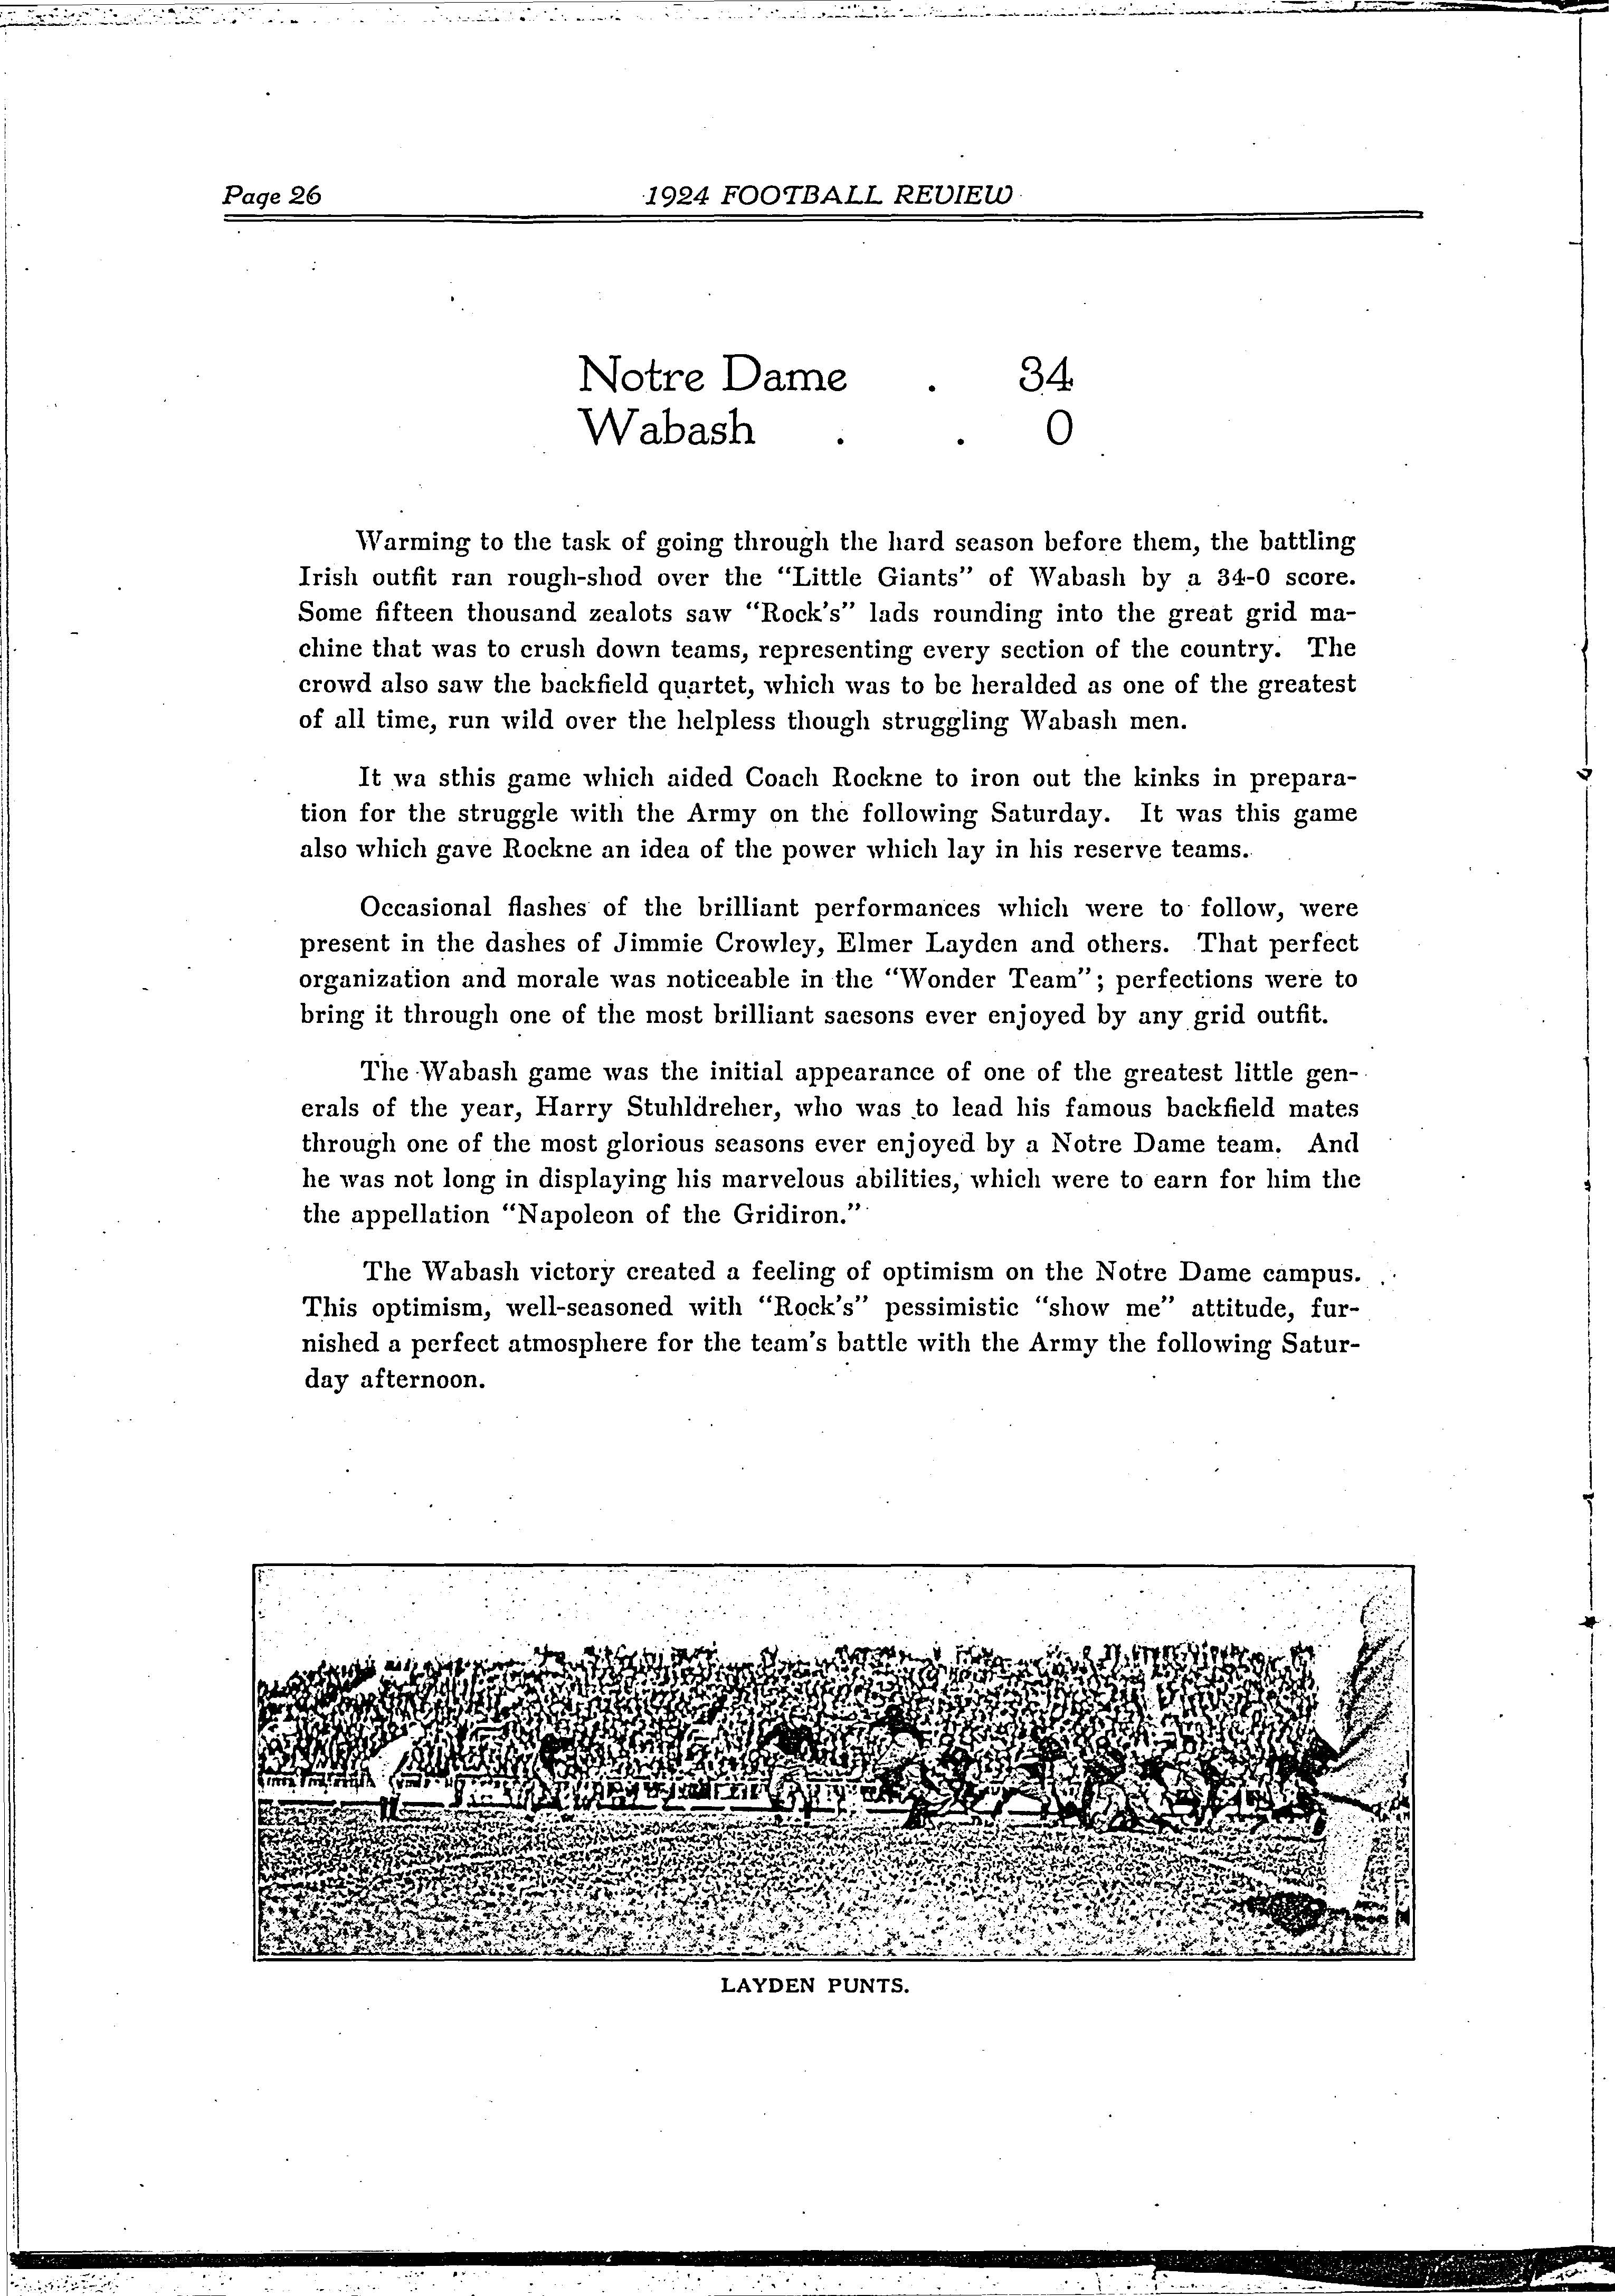 Page 26 1924 FOOTBALL REVIEW
Notre Dame . 34
Wabash . . 0
Warming to the task of going through the hard season before them, the battling
Irish outfit ran rough-shod over the "Little Giants" of Wabash by a 34-0 score.
Some fifteen thousand zealots saw "Rock's" lads rounding into the great grid ma-
chine that was to crush down teams, representing every section of the country. The
crowd also saw the backfield quartet, which was to be heralded as one of the greatest
of all time, run wild over the helpless though struggling Wabash men.
It wa sthis game which aided Coach Rockne to iron out the kinks in prepara-
tion for the struggle with the Army on the following Saturday. It was this game
also which gave Rockne an idea of the power which lay in his reserve teams.
Occasional flashes of the brilliant performances which were to follow, were
present in the dashes of Jimmie Crowley, Elmer Layden and others. That perfect
organization and morale was noticeable in the "Wonder Team"; perfections were to
bring it through one of the most brilliant saesons ever enjoyed by any grid outfit.
The Wabash game was the initial appearance of one of the greatest little gen-
erals of the year, Harry Stuhldreher, who was to lead his famous backfield mates
through one of the most glorious seasons ever enjoyed by a Notre Dame team. And
he was not long in displaying his marvelous abilities, which were to earn for him the
the appellation "Napoleon of the Gridiron."
The Wabash victory created a feeling of optimism on the Notre Dame campus.
This optimism, well-seasoned with "Rock's" pessimistic "show me" attitude, fur-
nished a perfect atmosphere for the team's battle with the Army the following Satur-
day afternoon.
LAYDEN PUNTS.